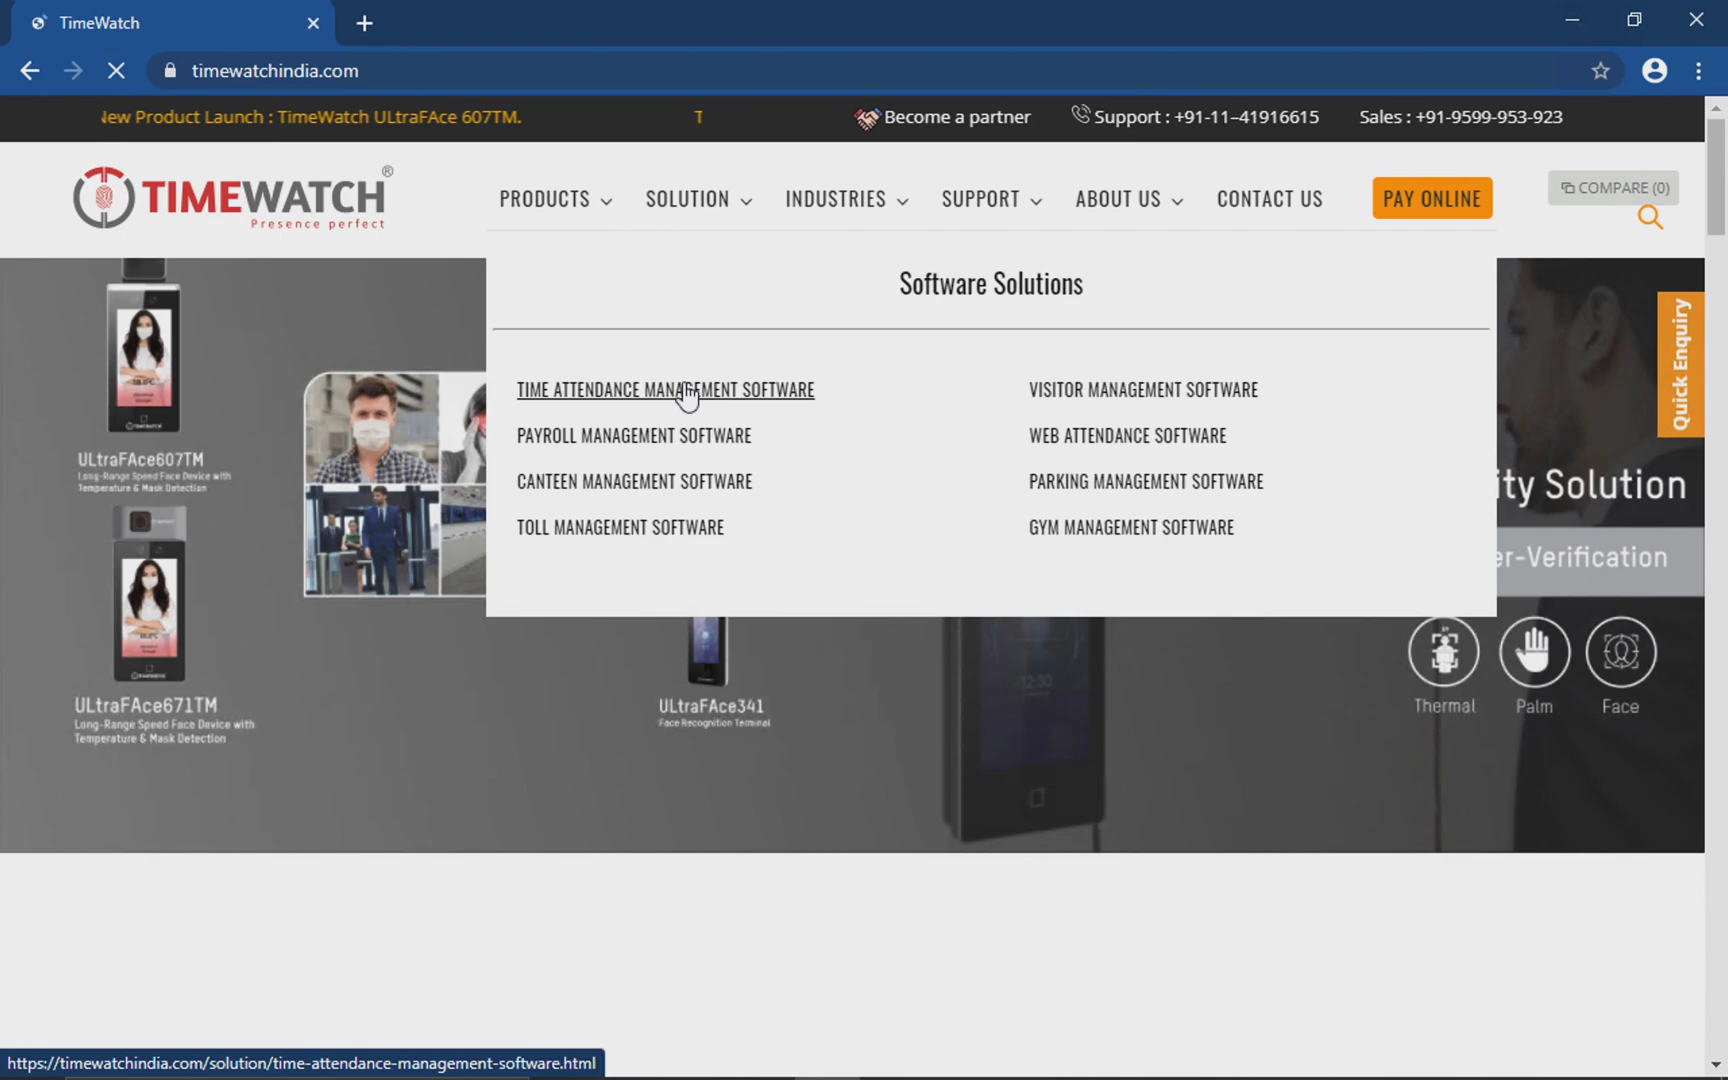 TimeWatch
timewatchindia.com
New Product Launch : TimeWatch ULtraFAce 607TM.
T
Become a partner
Support : +91-11–41916615
Sales : +91-9599-953-923
TIMEWATCH®
Presence perfect
PRODUCTS
SOLUTION
INDUSTRIES
SUPPORT
ABOUT US
CONTACT US
PAY ONLINE
COMPARE (0)
Software Solutions
TIME ATTENDANCE MANAGEMENT SOFTWARE
VISITOR MANAGEMENT SOFTWARE
PAYROLL MANAGEMENT SOFTWARE
WEB ATTENDANCE SOFTWARE
CANTEEN MANAGEMENT SOFTWARE
PARKING MANAGEMENT SOFTWARE
TOLL MANAGEMENT SOFTWARE
GYM MANAGEMENT SOFTWARE
Quick Enquiry
ULtraFAce607TM
Long-Range Speed Face Device with
Temperature & Mask Detection
ity Solution
er-Verification
ULtraFAce671TM
Long-Range Speed Face Device with
Temperature & Mask Detection
ULtraFAce341
Face Recognition Terminal
12:30
Thermal
Palm
Face
https://timewatchindia.com/solution/time-attendance-management-software.html